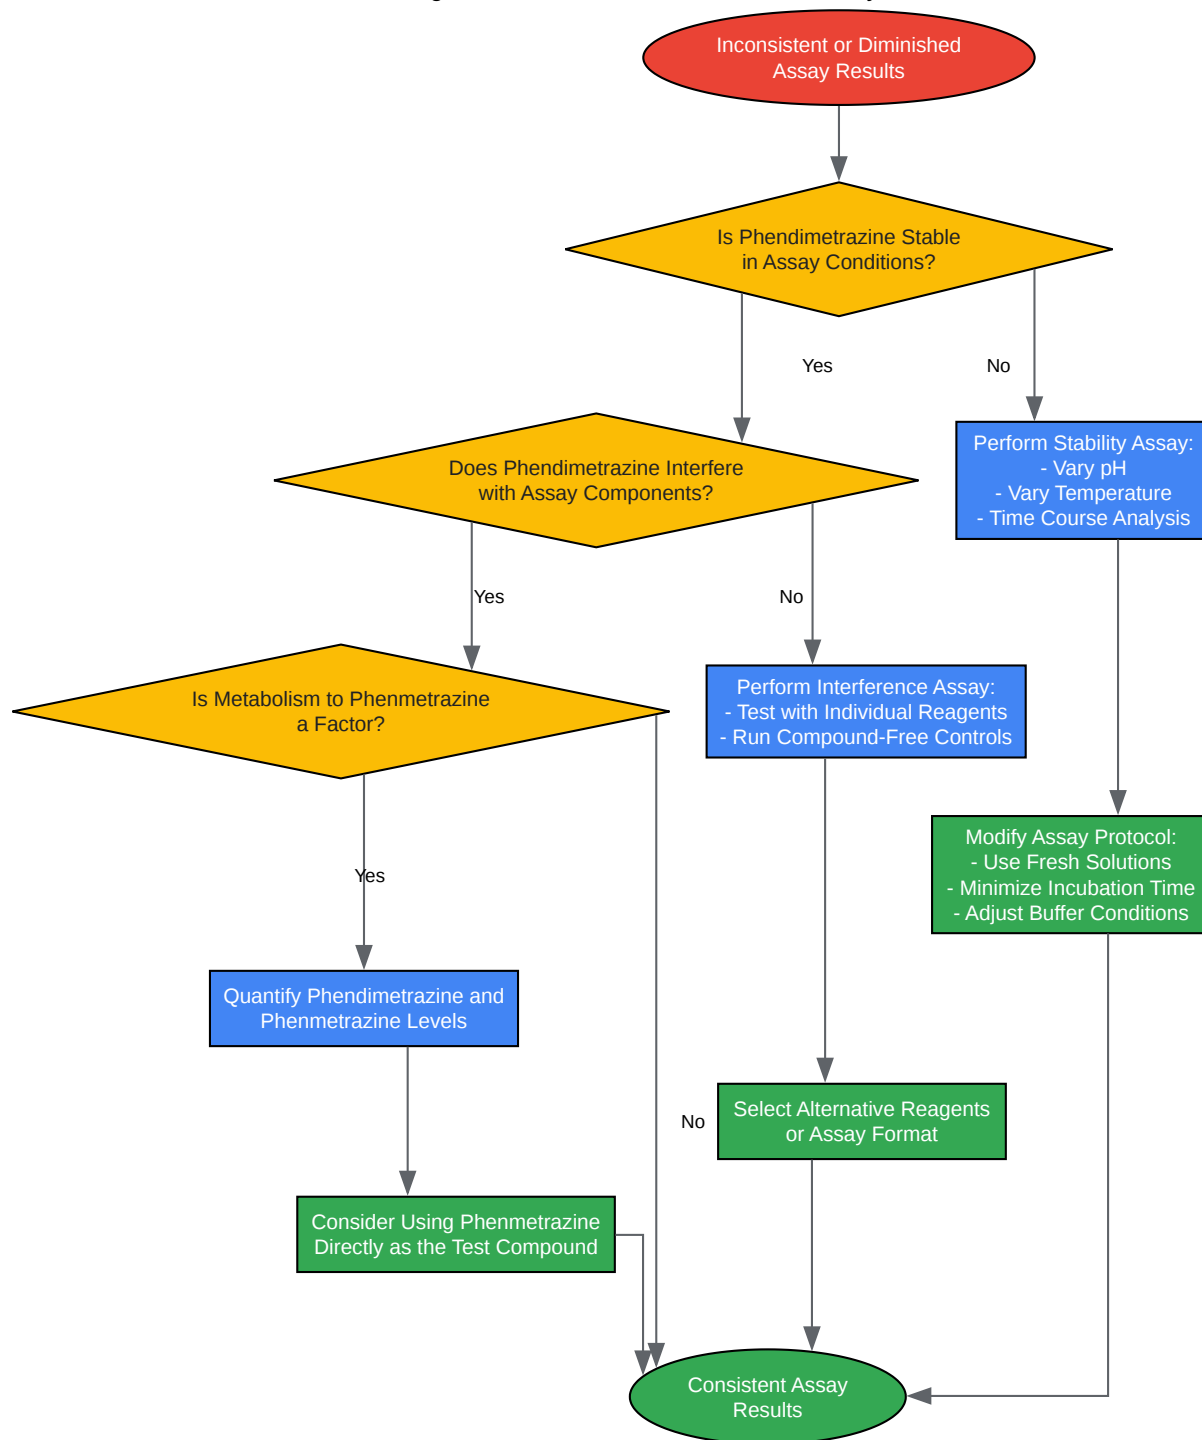 Inconsistent or Diminished
Assay Results
Is Phendimetrazine Stable
in Assay Conditions?
Yes
No
Does Phendimetrazine Interfere
with Assay Components?
Perform Stability Assay:
- Vary pH
- Vary Temperature
- Time Course Analysis
Yes
No
Is Metabolism to Phenmetrazine
a Factor?
Perform Interference Assay:
- Test with Individual Reagents
- Run Compound-Free Controls
Modify Assay Protocol:
- Use Fresh Solutions
- Minimize Incubation Time
- Adjust Buffer Conditions
Yes
Quantify Phendimetrazine and
Phenmetrazine Levels
No
Select Alternative Reagents
or Assay Format
Consider Using Phenmetrazine
Directly as the Test Compound
Consistent Assay
Results